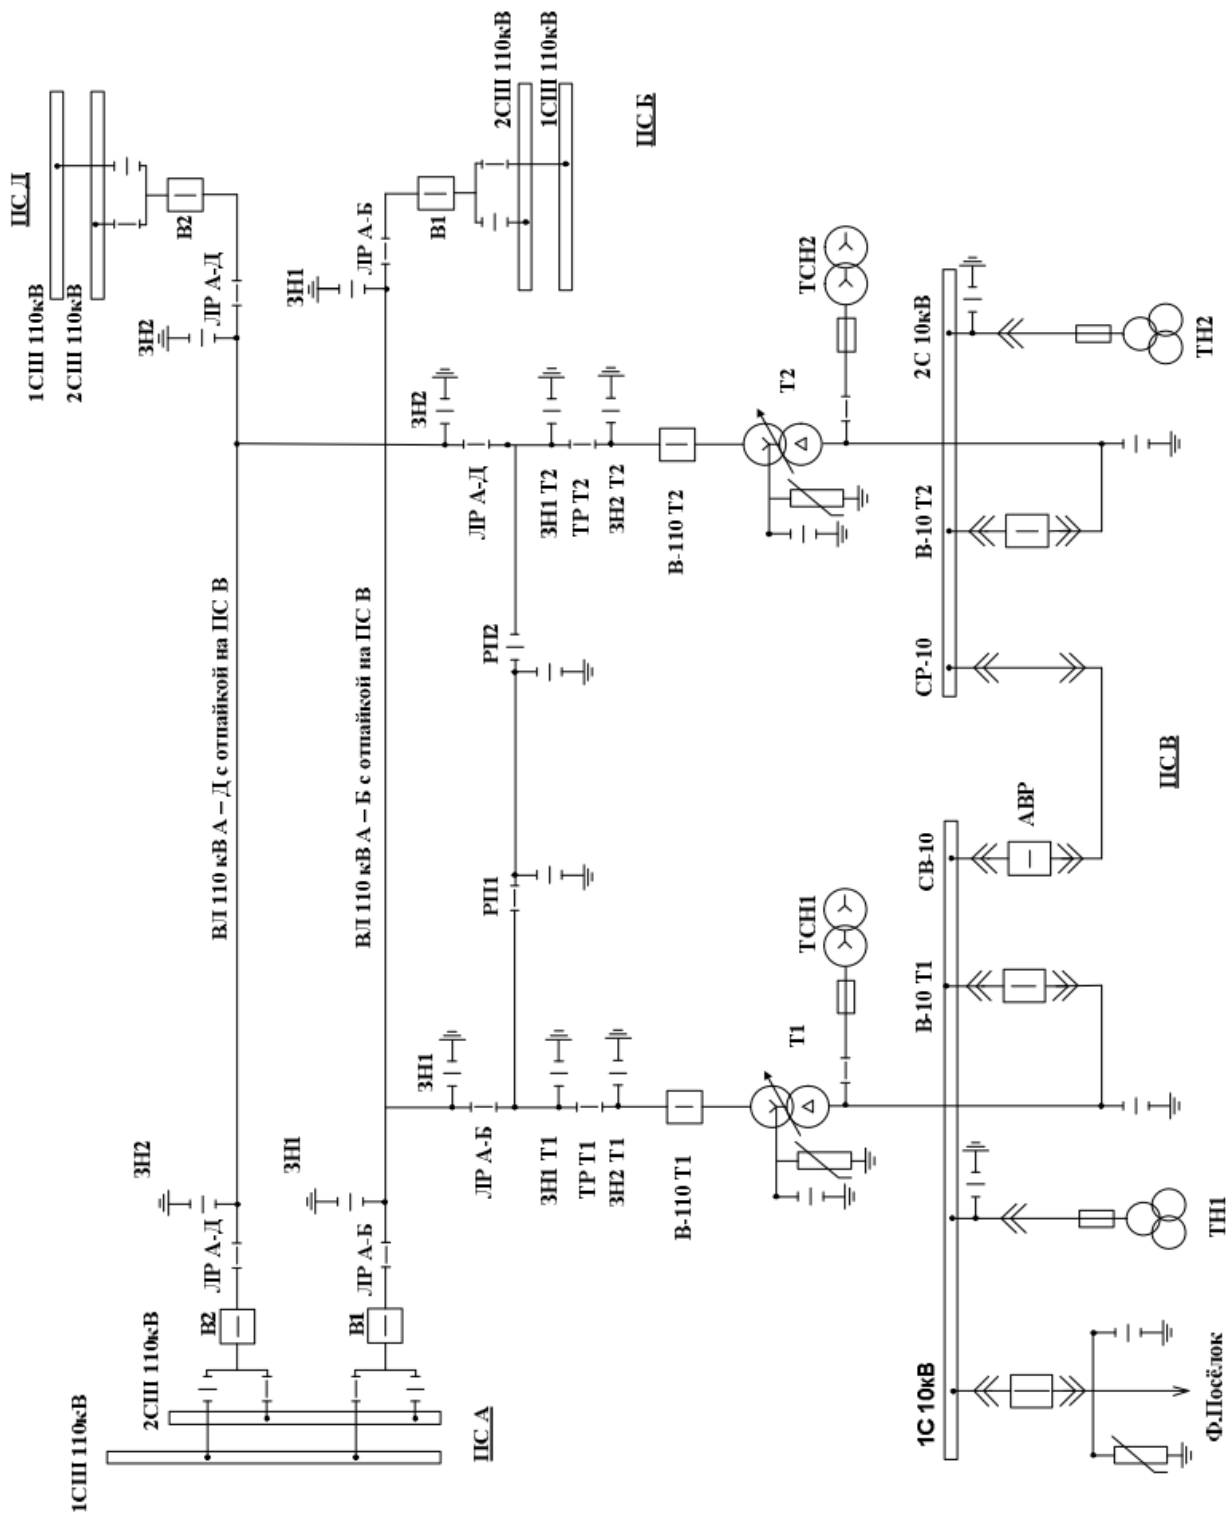 ПС Д
1СШ 110кВ
2СШ 110кВ
1СШ 110кВ
2СШ 110кВ
ЗН2
ЗН2
В2
В2
ЛР А-Д
ВЛ 110 кВ А – Д с отпайкой на ПС В
ЛР А-Д
ЗН1
ЗН1
В1
ЛР А-Б
ВЛ 110 кВ А – Б с отпайкой на ПС В
ЛР А-Б
ЗН1
ЗН2
В1
ПС А
ЛР А-Б
РП1
РП2
ЛР А-Д
2СШ 110кВ
ЗН1 Т1
ЗН1 Т2
1СШ 110кВ
ТР Т1
ТР Т2
ЗН2 Т1
ЗН2 Т2
ПС Б
В-110 Т1
В-110 Т2
Т1
ТСН1
Т2
ТСН2
1С 10кВ
В-10 Т1
СВ-10
СР-10
В-10 Т2
2С 10кВ
АВР
ПС В
Ф.Посёлок
ТН1
ТН2